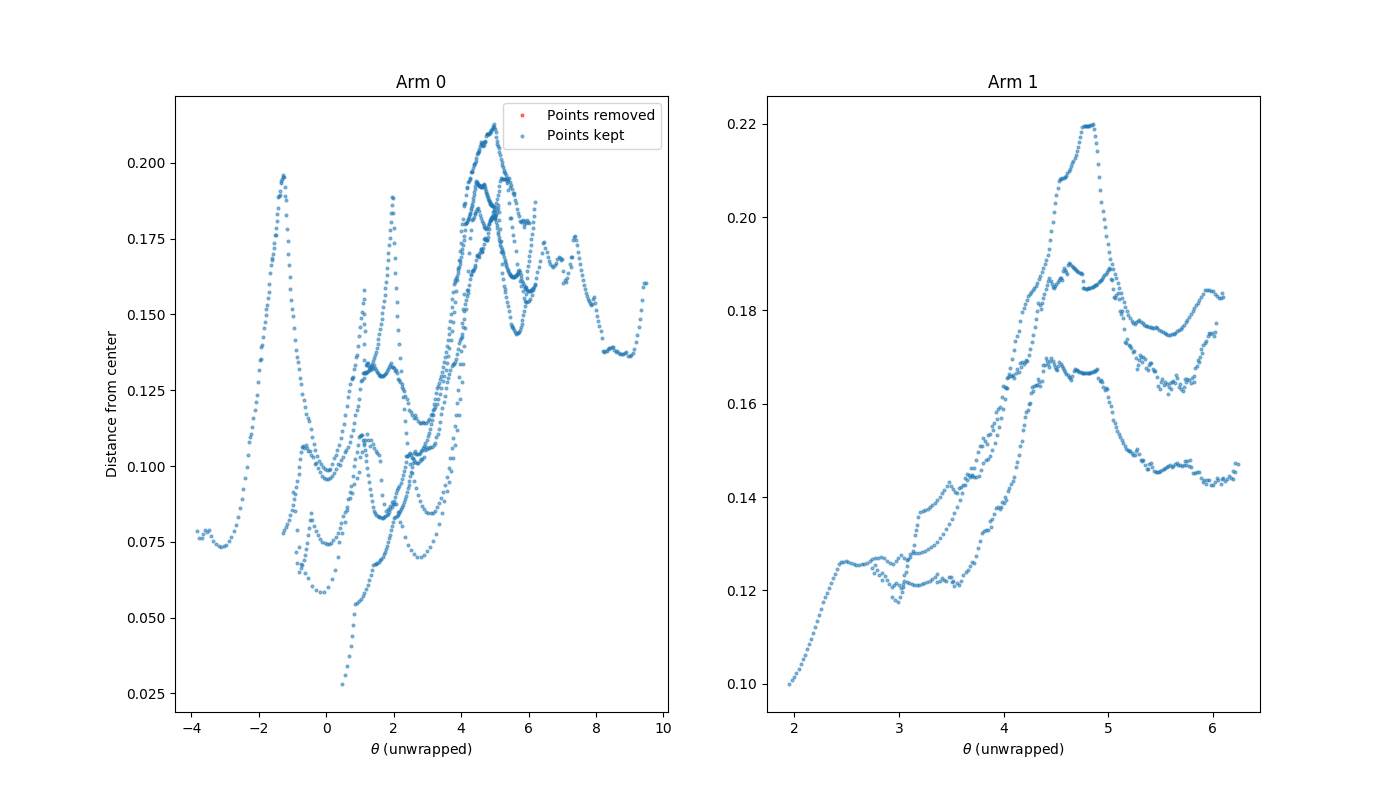 Arm 0
Points removed
Points kept
Distance from center
0.200
0.175
0.150
0.125
0.100
0.075
0.050
0.025
−4 −2 0 2 4 6 8 10
θ (unwrapped)
Arm 1
0.22
0.20
0.18
0.16
0.14
0.12
0.10
2 3 4 5 6
θ (unwrapped)